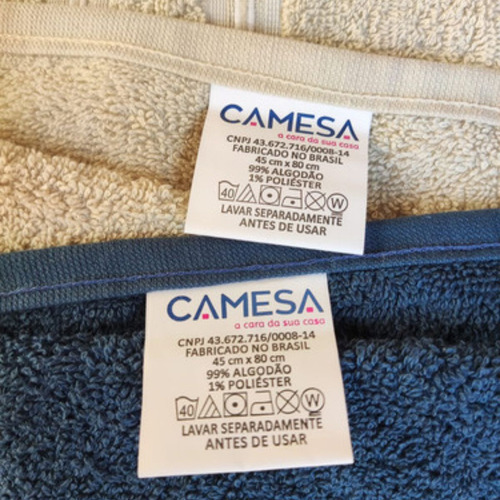 CAMESA
a cara da sua casa
CNPJ 43.672.716/0008-14
FABRICADO NO BRASIL
45 cm x 80 cm
99% ALGODÃO
1% POLIÉSTER
40 W
LAVAR SEPARADAMENTE
ANTES DE USAR
CAMESA
a cara da sua casa
CNPJ 43.672.716/0008-14
FABRICADO NO BRASIL
45 cm x 80 cm
99% ALGODÃO
1% POLIÉSTER
40 W
LAVAR SEPARADAMENTE
ANTES DE USAR